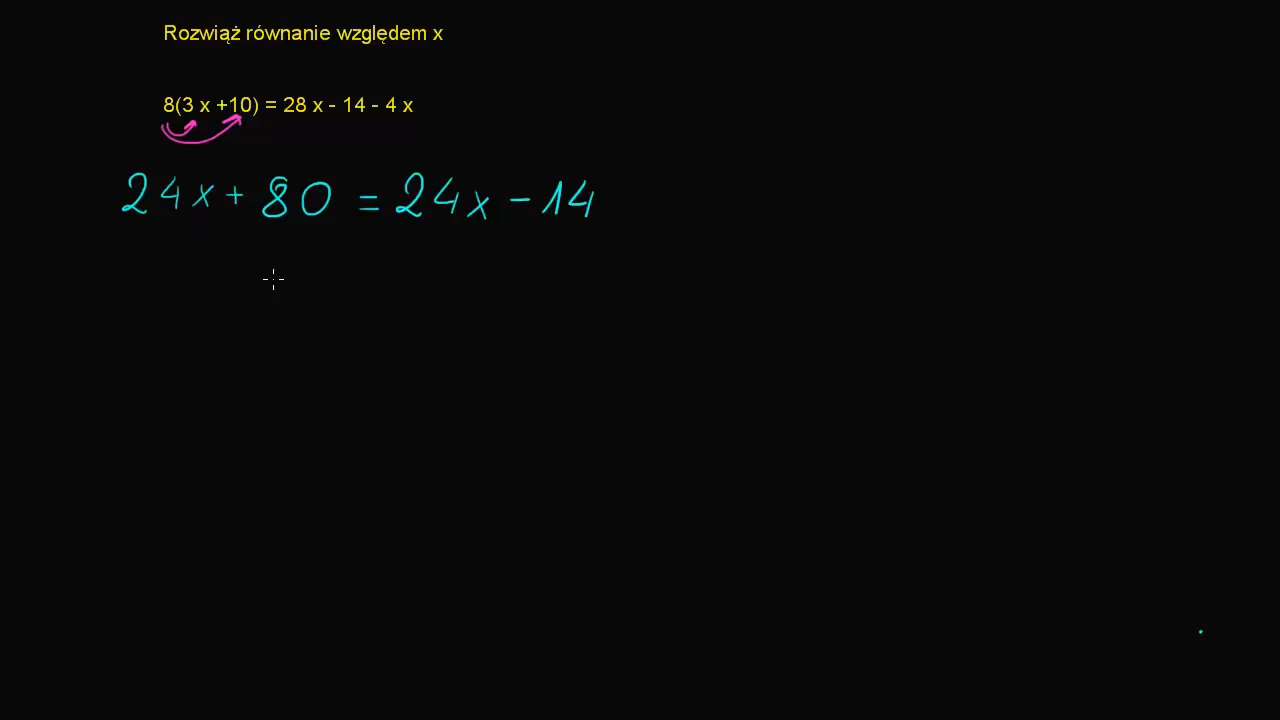 Rozwiąż równanie względem x
8(3 x +10) = 28 x - 14 - 4 x
24x + 80 = 24x - 14